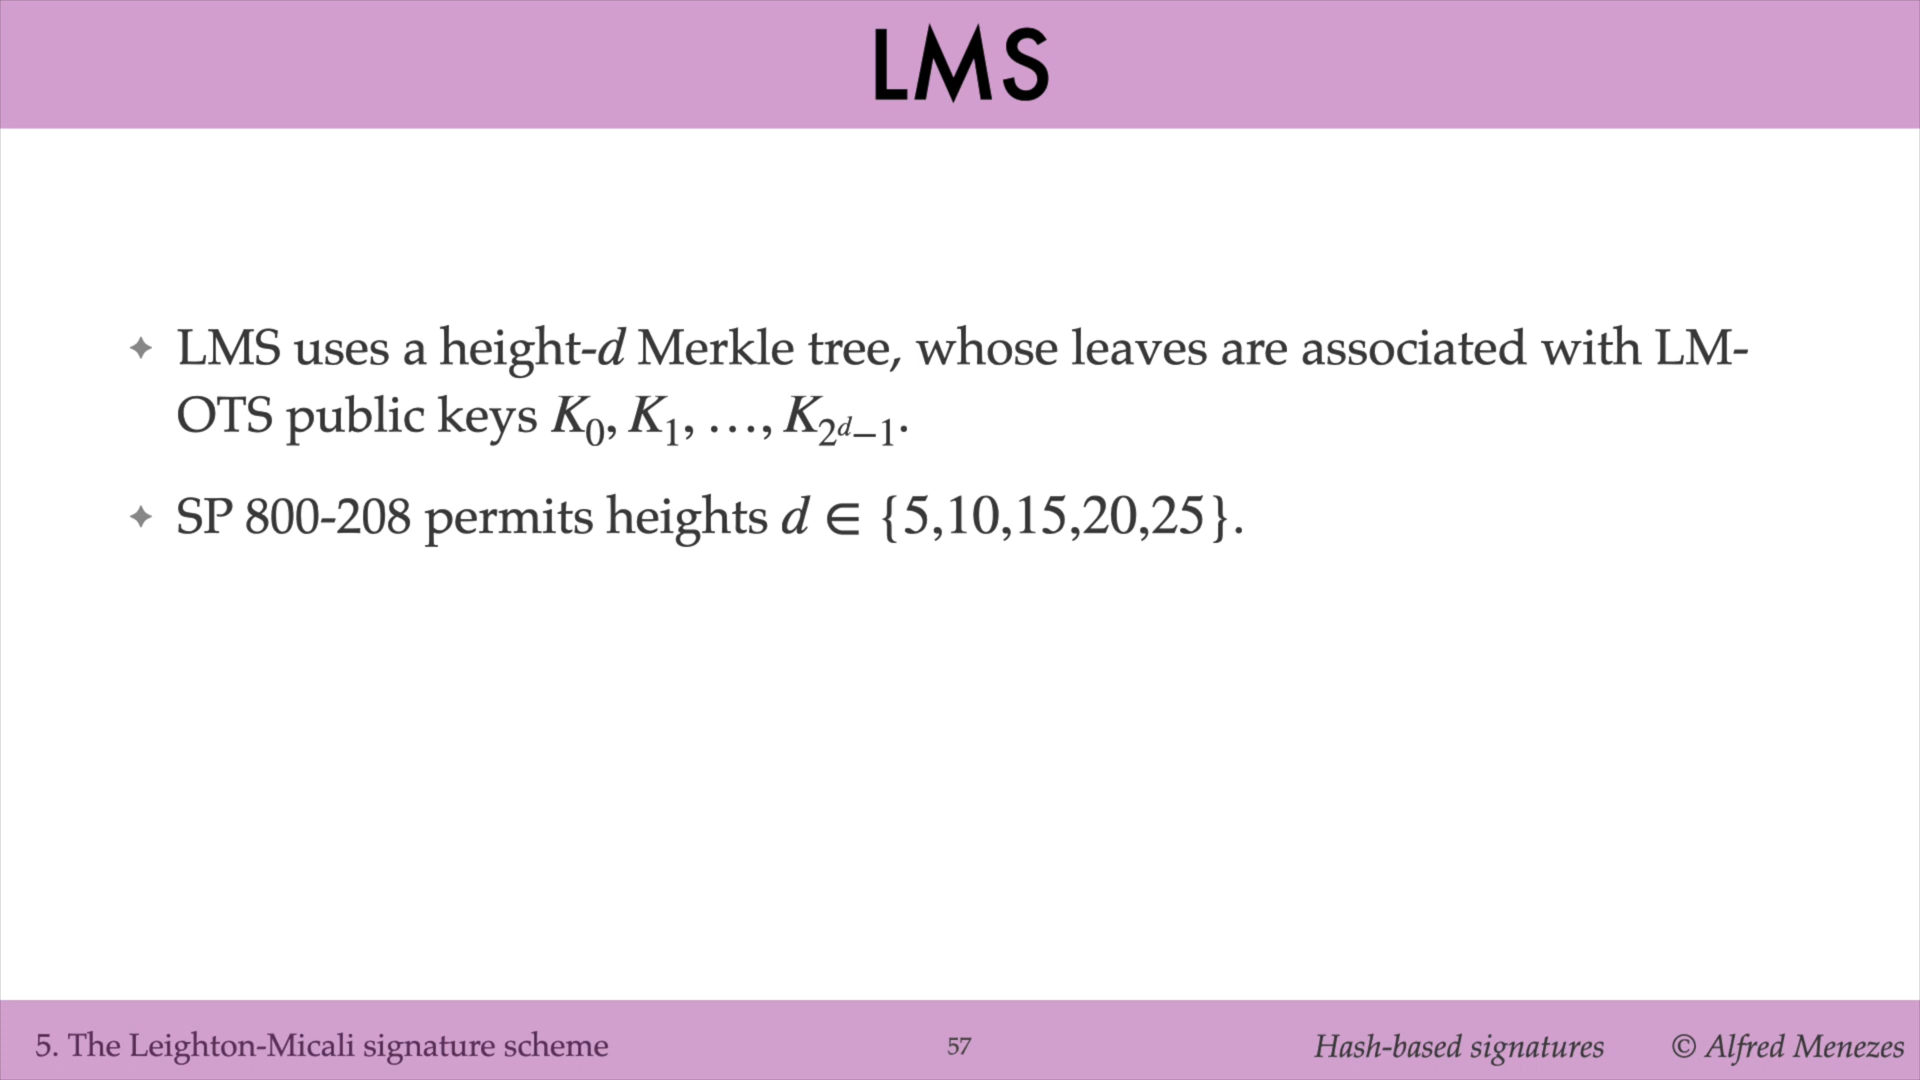 LMS
✦ LMS uses a height-d Merkle tree, whose leaves are associated with LM-
OTS public keys K₀, K₁, …, K_{2^d−1}.
✦ SP 800-208 permits heights d ∈ {5,10,15,20,25}.
5. The Leighton-Micali signature scheme 57 Hash-based signatures © Alfred Menezes